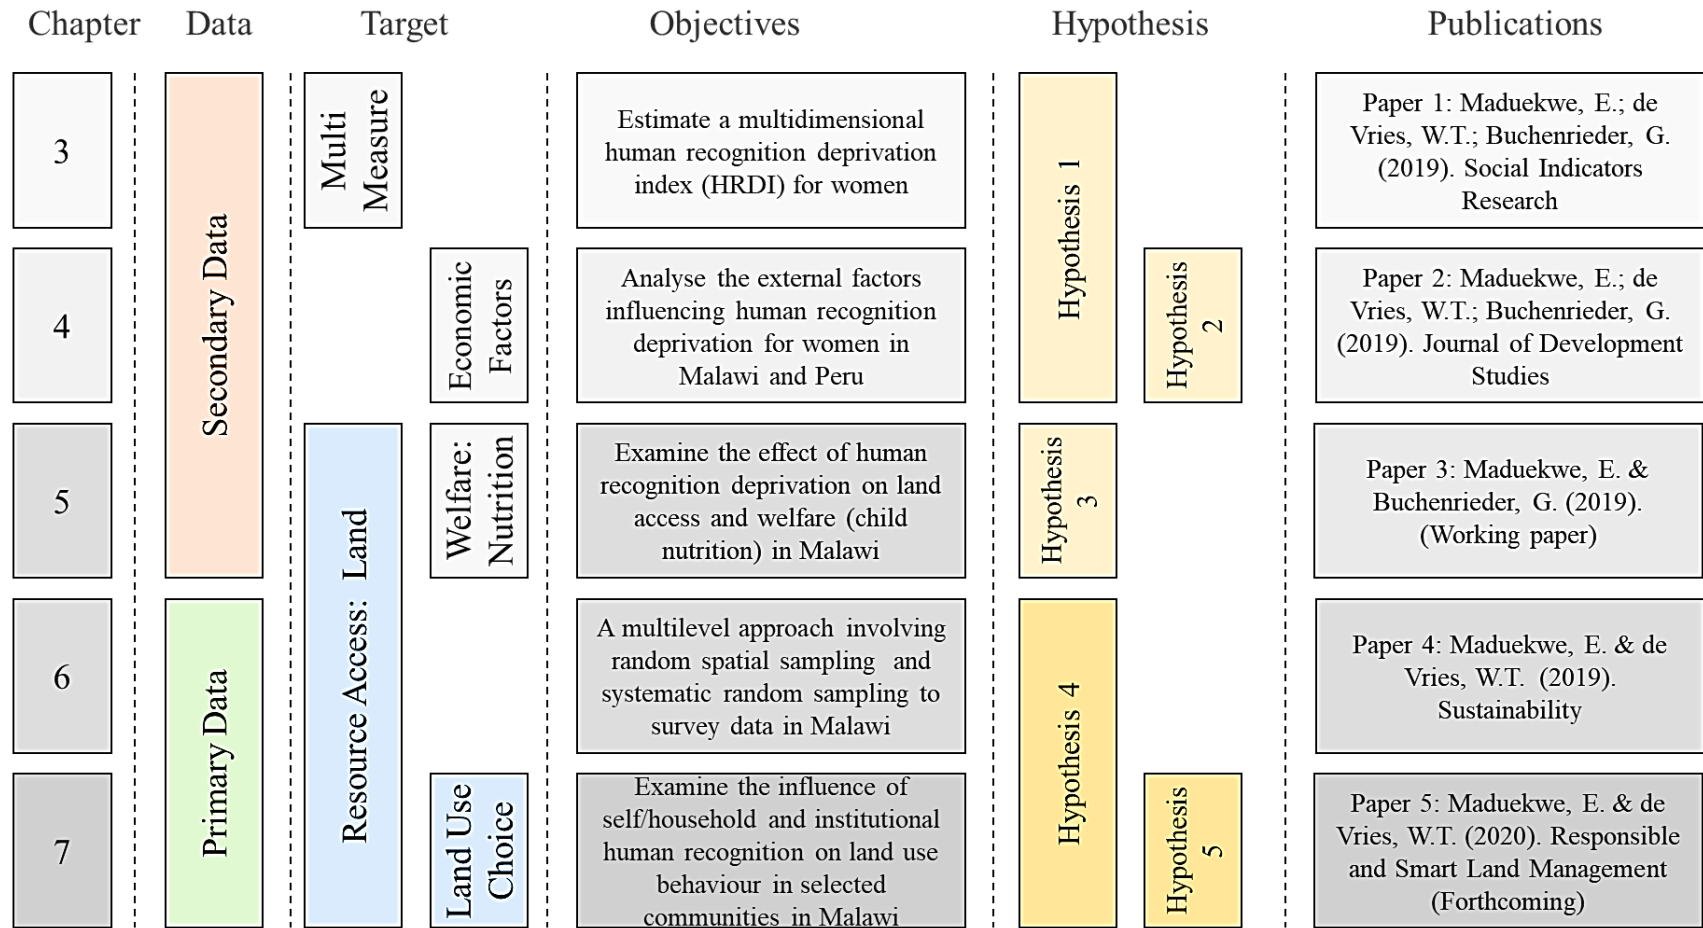 Chapter
Data
Target
Objectives
Hypothesis
Publications
3
4
5
6
7
Secondary Data
Primary Data
Multi
Measure
Economic
Factors
Resource Access: Land
Welfare:
Nutrition
Land Use
Choice
Estimate a multidimensional
human recognition deprivation
index (HRDI) for women
Analyse the external factors
influencing human recognition
deprivation for women in
Malawi and Peru
Examine the effect of human
recognition deprivation on land
access and welfare (child
nutrition) in Malawi
A multilevel approach involving
random spatial sampling and
systematic random sampling to
survey data in Malawi
Examine the influence of
self/household and institutional
human recognition on land use
behaviour in selected
communities in Malawi
Hypothesis 1
Hypothesis
2
Hypothesis
3
Hypothesis 4
Hypothesis
5
Paper 1: Maduekwe, E.; de
Vries, W.T.; Buchenrieder, G.
(2019). Social Indicators
Research
Paper 2: Maduekwe, E.; de
Vries, W.T.; Buchenrieder, G.
(2019). Journal of Development
Studies
Paper 3: Maduekwe, E. &
Buchenrieder, G. (2019).
(Working paper)
Paper 4: Maduekwe, E. & de
Vries, W.T. (2019).
Sustainability
Paper 5: Maduekwe, E. & de
Vries, W.T. (2020). Responsible
and Smart Land Management
(Forthcoming)